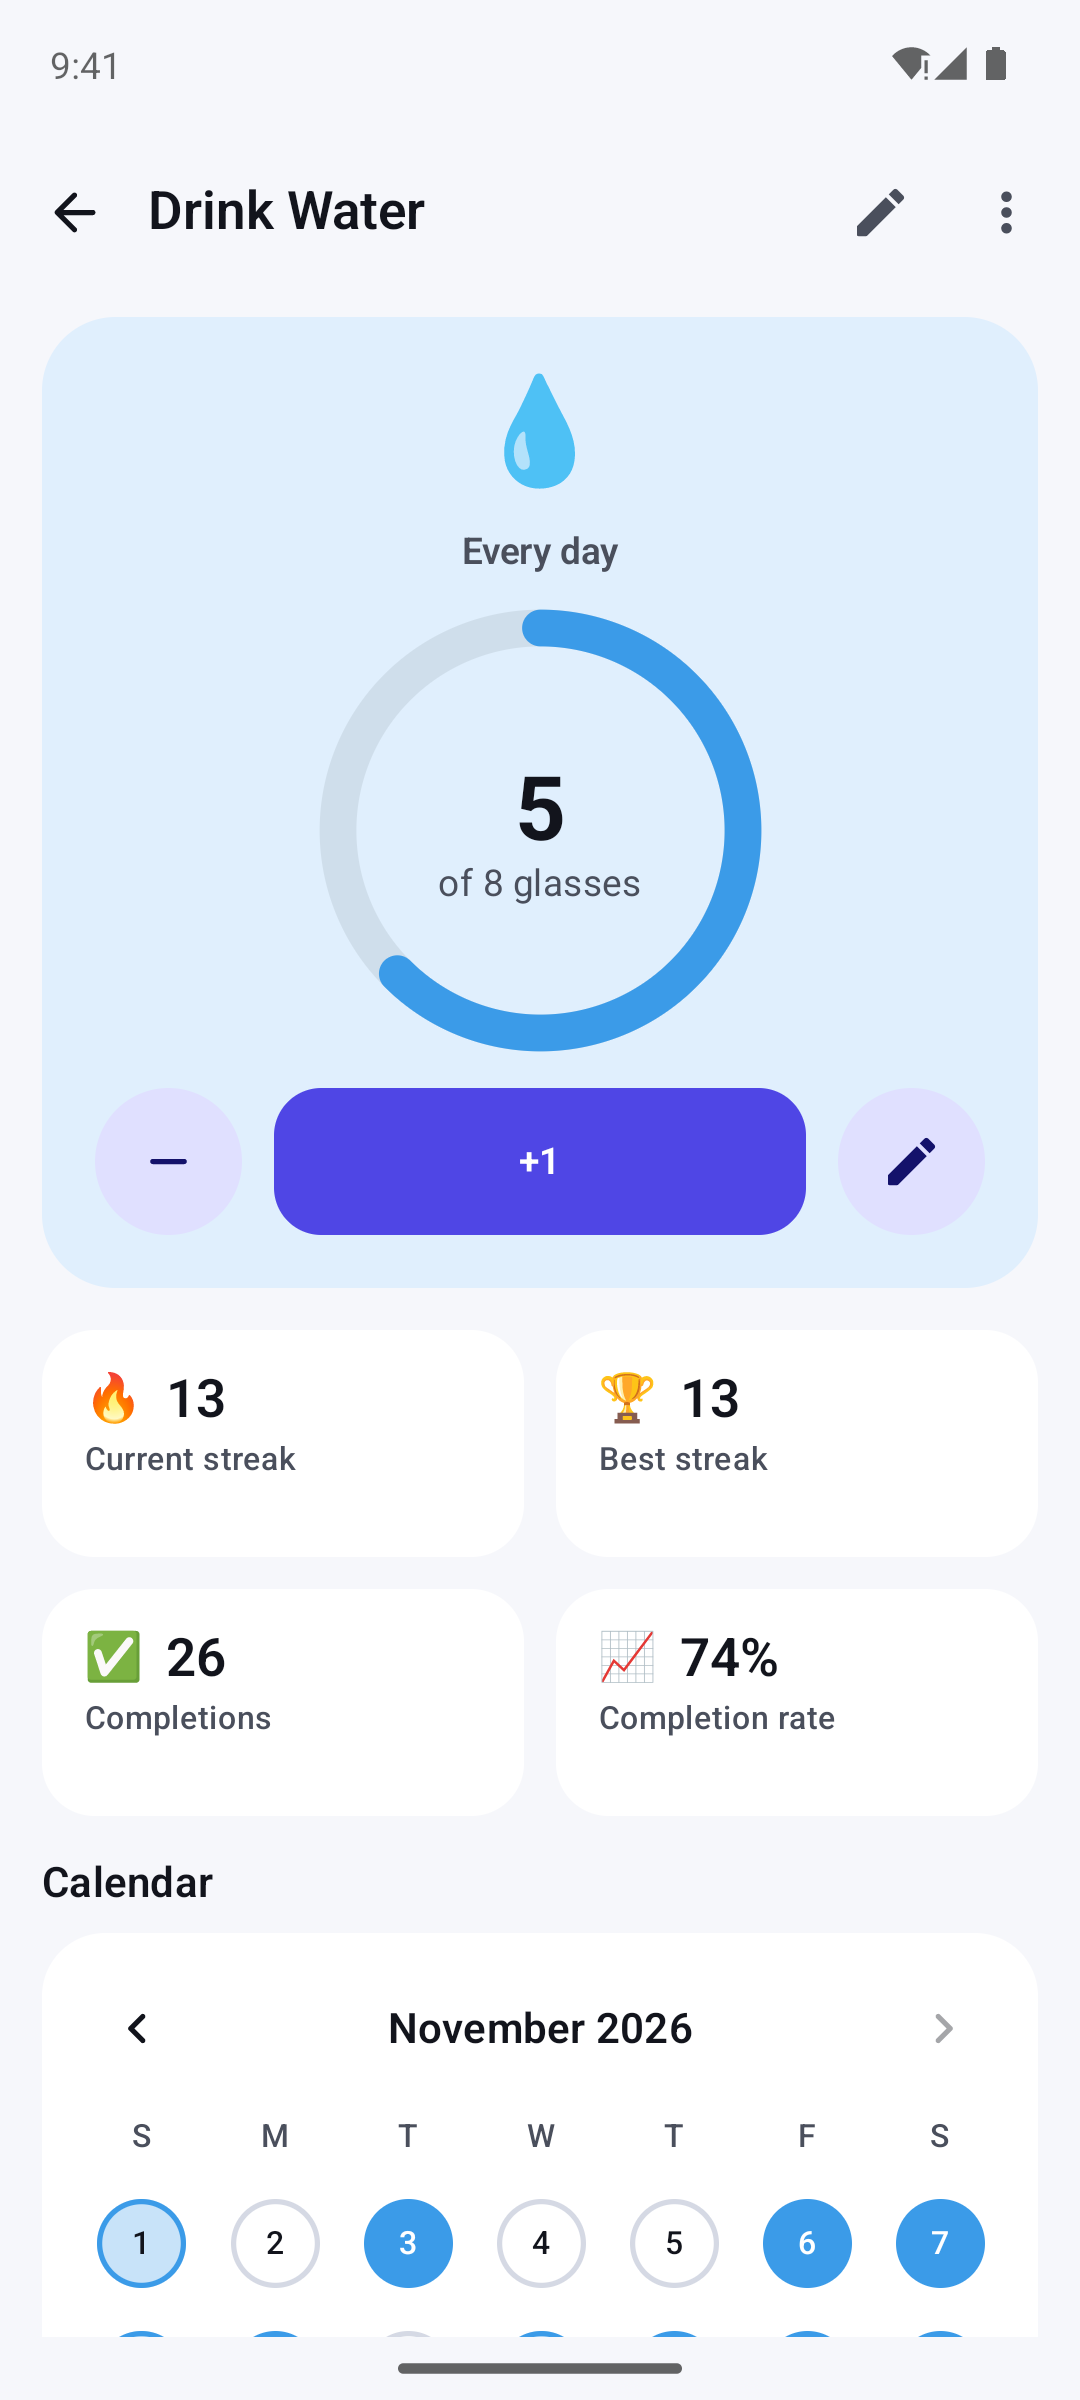 9:41
Drink Water
Every day
5
of 8 glasses
+1
13
Current streak
13
Best streak
26
Completions
74%
Completion rate
Calendar
November 2026
S M T W T F S
1 2 3 4 5 6 7